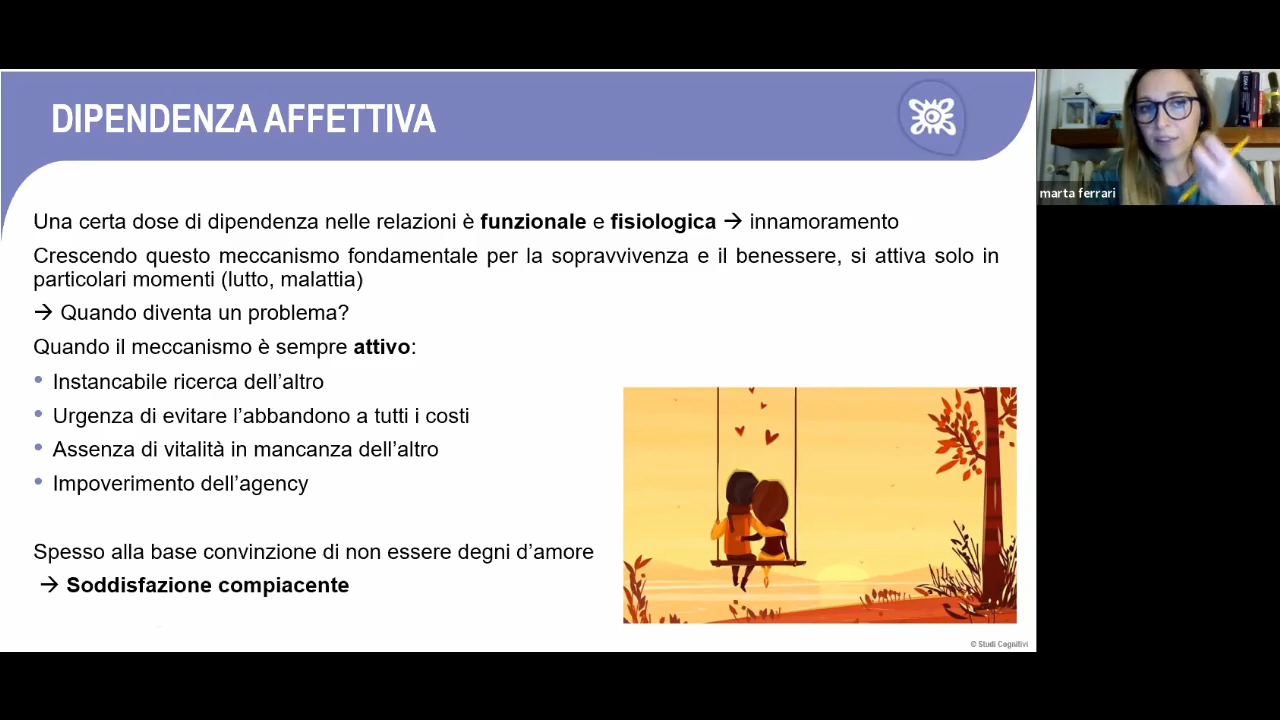 DIPENDENZA AFFETTIVA
marta ferrari
Una certa dose di dipendenza nelle relazioni è funzionale e fisiologica → innamoramento
Crescendo questo meccanismo fondamentale per la sopravvivenza e il benessere, si attiva solo in
particolari momenti (lutto, malattia)
→ Quando diventa un problema?
Quando il meccanismo è sempre attivo:
• Instancabile ricerca dell’altro
• Urgenza di evitare l’abbandono a tutti i costi
• Assenza di vitalità in mancanza dell’altro
• Impoverimento dell’agency
Spesso alla base convinzione di non essere degni d’amore
→ Soddisfazione compiacente
© Studi Cognitivi